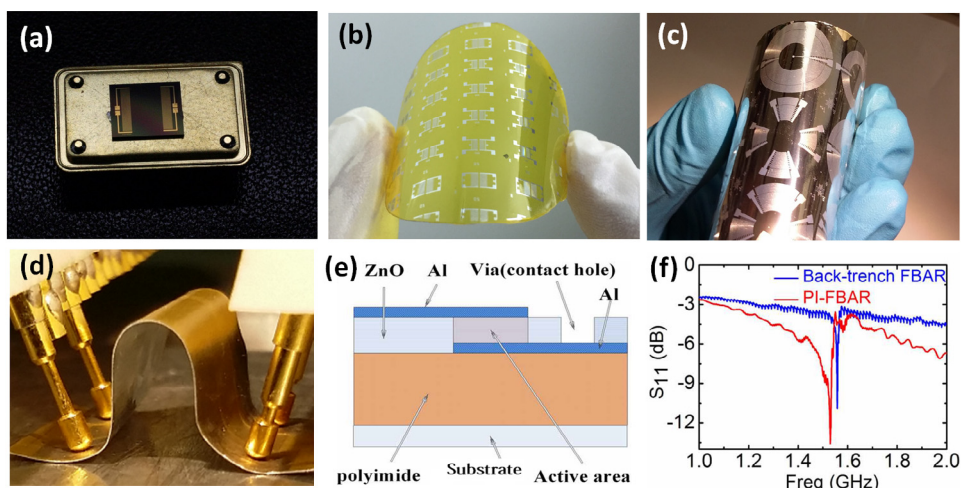 (a)
(b)
(c)
(d)
(e)
ZnO
Al
Via(contact hole)
Al
polyimide
Substrate
Active area
(f)
0
-3
-6
-9
-12
S11 (dB)
Back-trench FBAR
PI-FBAR
1.0
1.2
1.4
1.6
1.8
2.0
Freq (GHz)